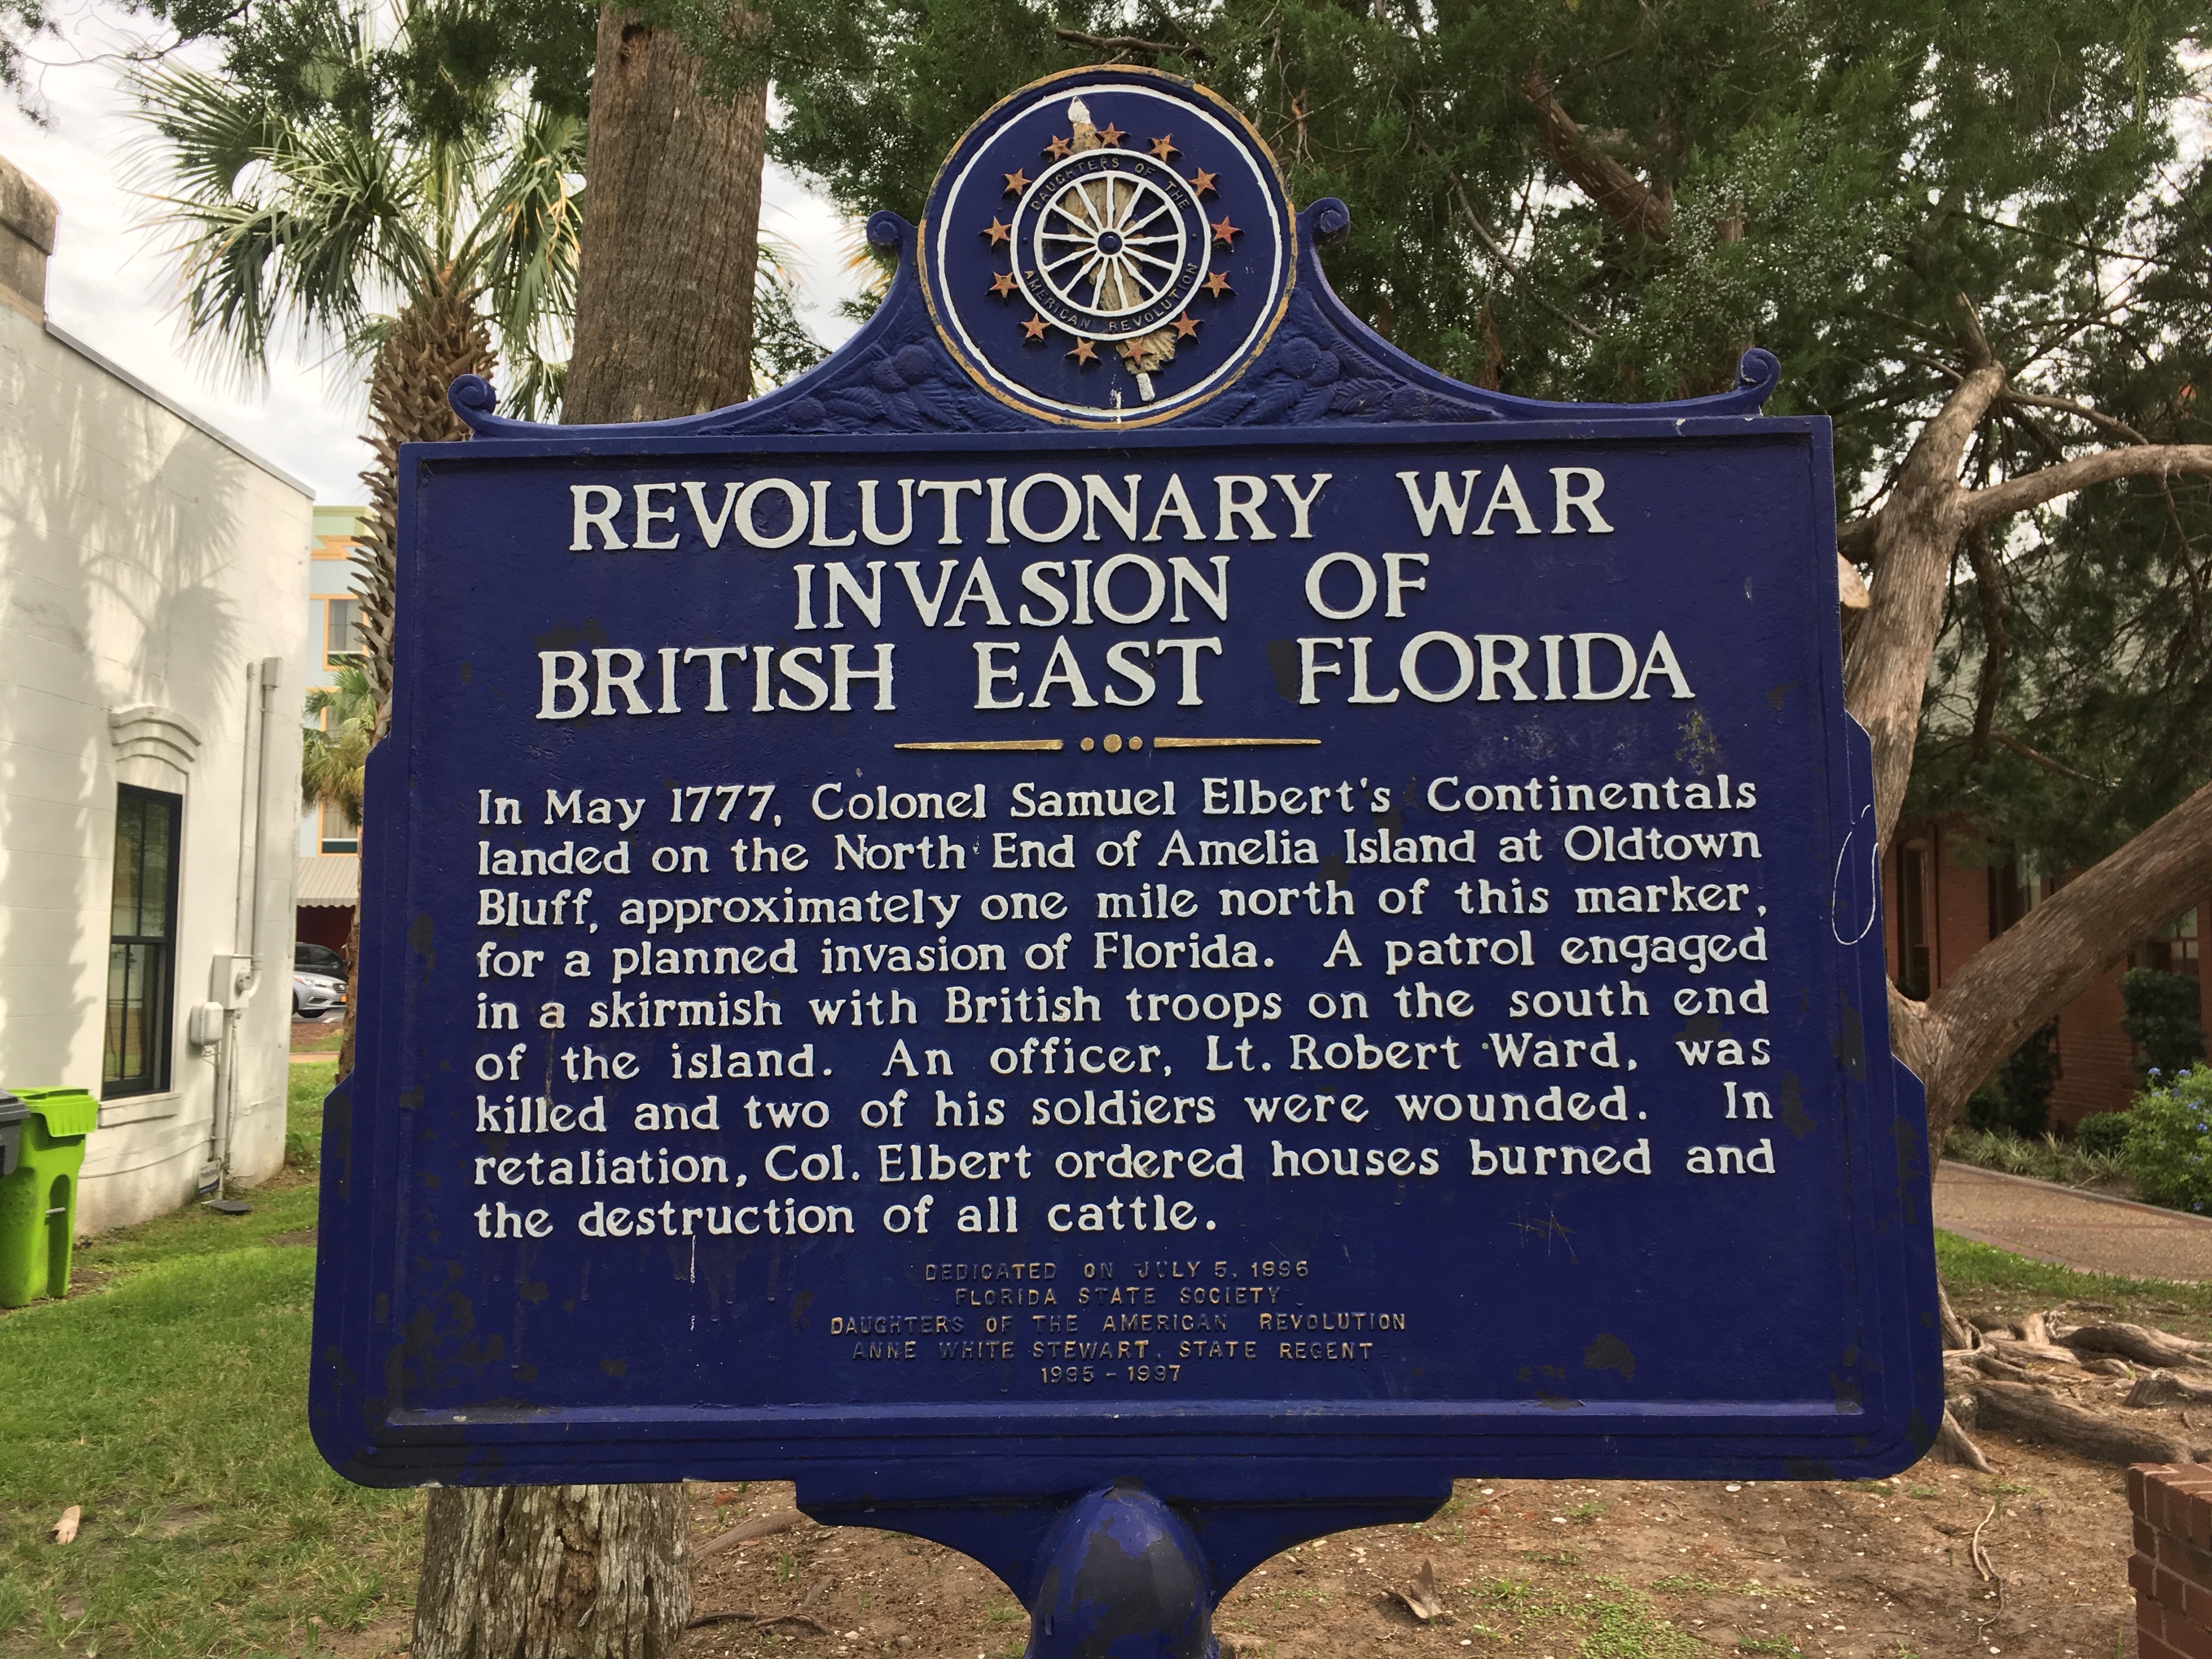 DAUGHTERS OF THE
AMERICAN REVOLUTION
REVOLUTIONARY WAR
INVASION OF
BRITISH EAST FLORIDA
In May 1777, Colonel Samuel Elbert's Continentals
landed on the North End of Amelia Island at Oldtown
Bluff, approximately one mile north of this marker,
for a planned invasion of Florida. A patrol engaged
in a skirmish with British troops on the south end
of the island. An officer, Lt. Robert Ward, was
killed and two of his soldiers were wounded. In
retaliation, Col. Elbert ordered houses burned and
the destruction of all cattle.
DEDICATED ON JULY 5, 1996
FLORIDA STATE SOCIETY
DAUGHTERS OF THE AMERICAN REVOLUTION
ANNE WHITE STEWART, STATE REGENT
1995 - 1997